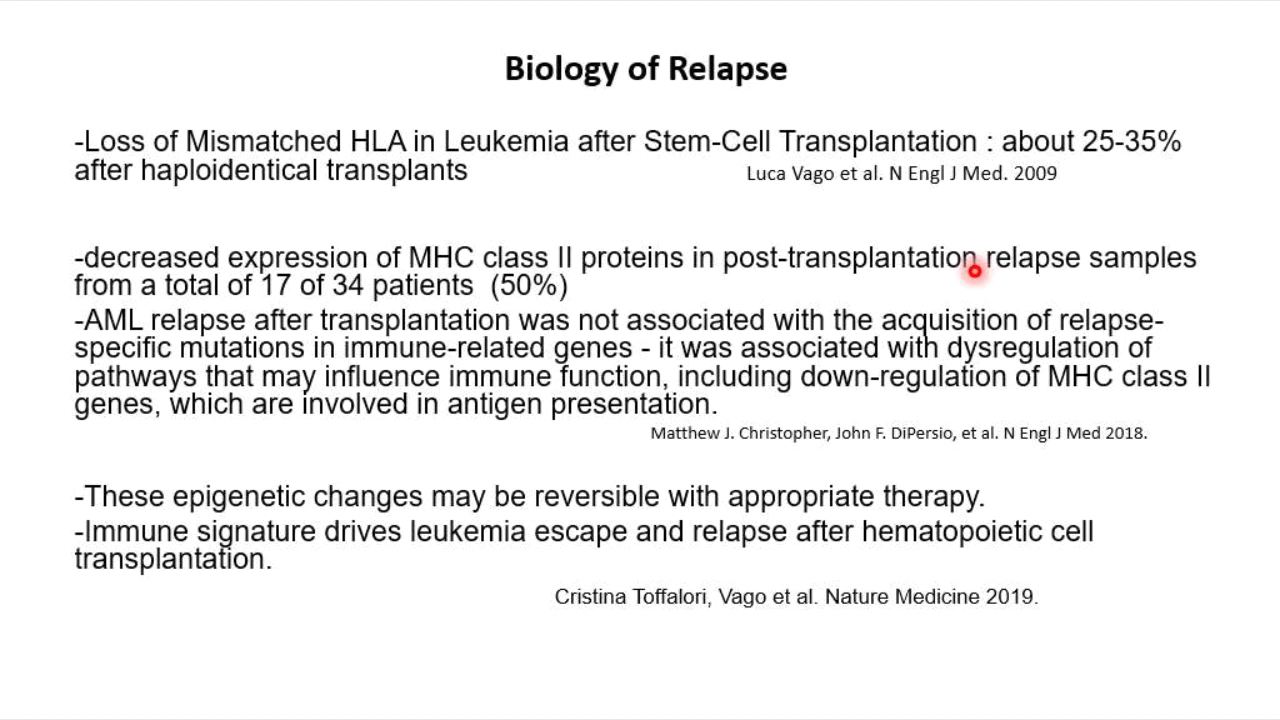 Biology of Relapse
-Loss of Mismatched HLA in Leukemia after Stem-Cell Transplantation : about 25-35%
after haploidentical transplants
Luca Vago et al. N Engl J Med. 2009
-decreased expression of MHC class II proteins in post-transplantation relapse samples
from a total of 17 of 34 patients (50%)
-AML relapse after transplantation was not associated with the acquisition of relapse-
specific mutations in immune-related genes - it was associated with dysregulation of
pathways that may influence immune function, including down-regulation of MHC class II
genes, which are involved in antigen presentation.
Matthew J. Christopher, John F. DiPersio, et al. N Engl J Med 2018.
-These epigenetic changes may be reversible with appropriate therapy.
-Immune signature drives leukemia escape and relapse after hematopoietic cell
transplantation.
Cristina Toffalori, Vago et al. Nature Medicine 2019.